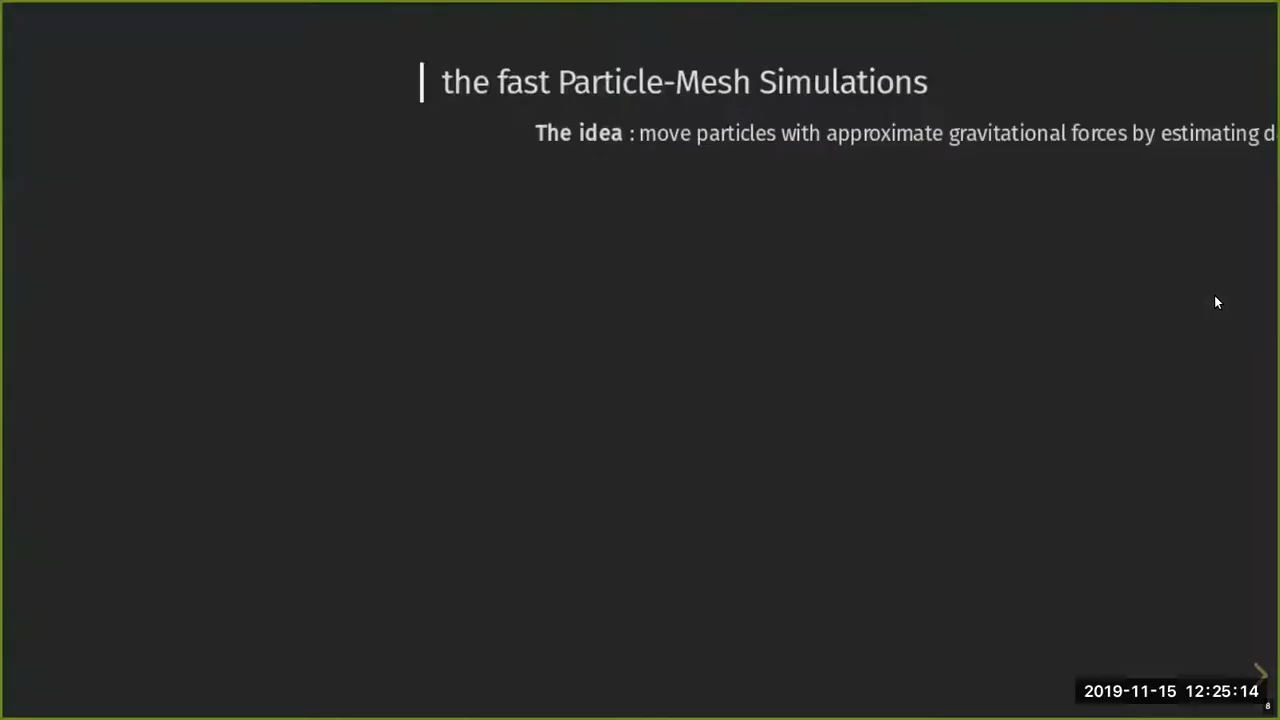 the fast Particle-Mesh Simulations
The idea : move particles with approximate gravitational forces by estimating d
2019-11-15 12:25:14
8